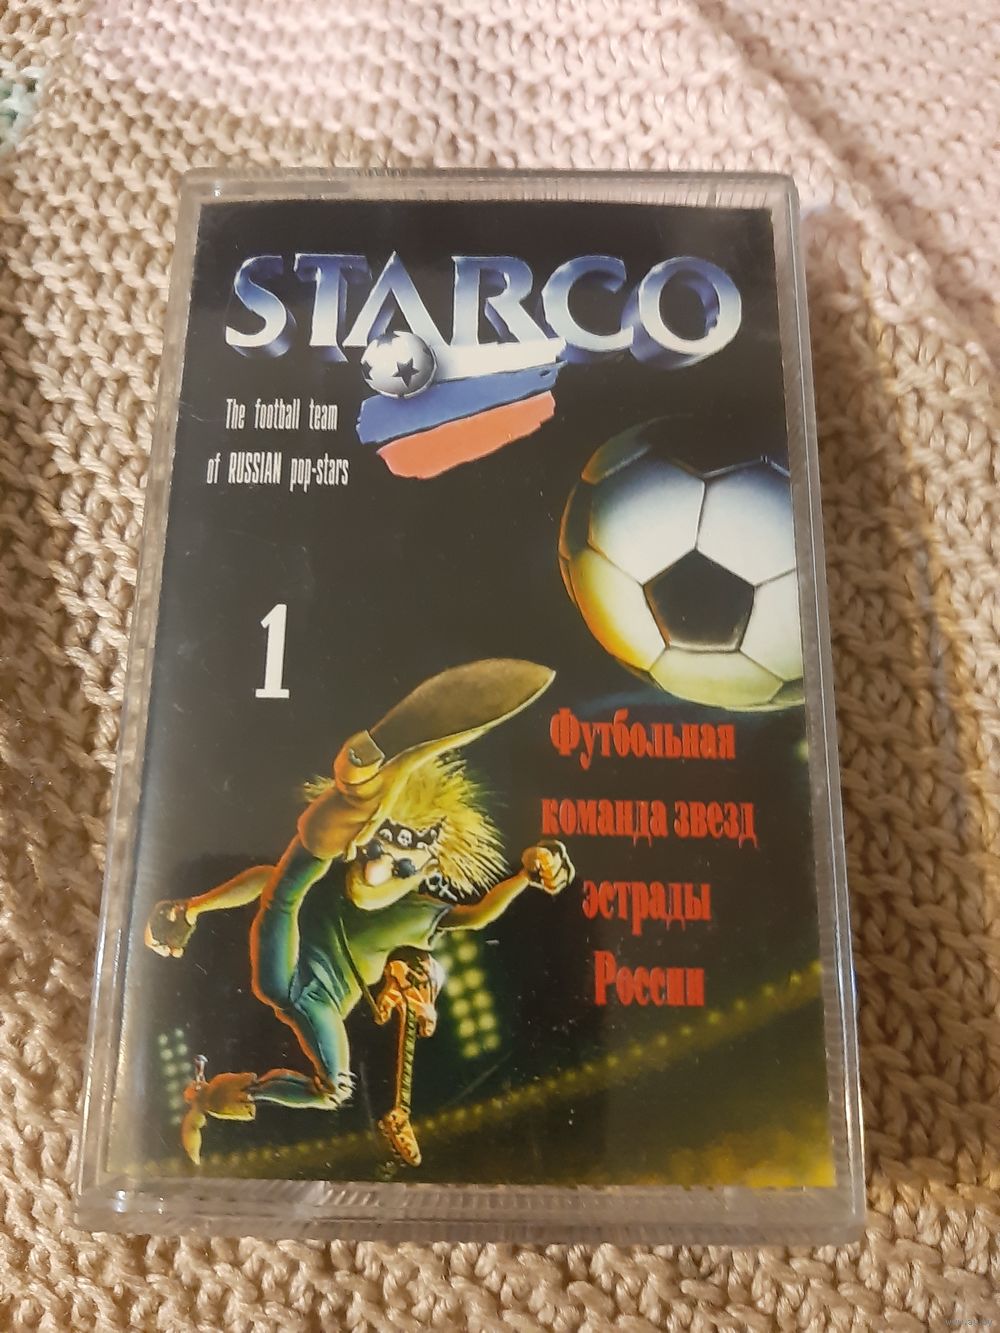 STARCO
The football team
of RUSSIAN pop-stars
1
Футбольная
команда звезд
эстрады
России